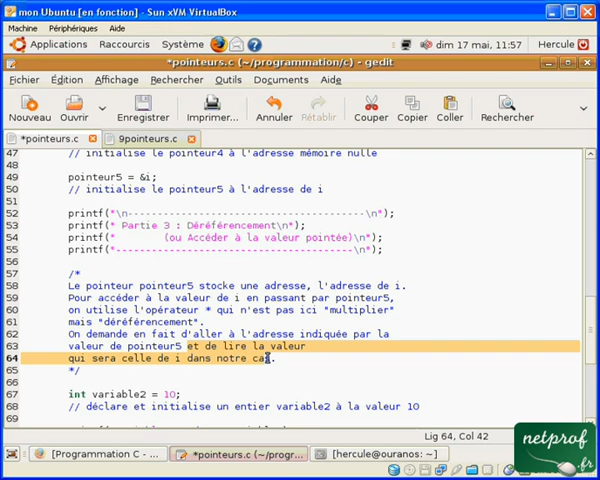 mon Ubuntu [en fonction] - Sun xVM VirtualBox
Machine Périphériques Aide
Applications Raccourcis Système dim 17 mai, 11:57 Hercule
*pointeurs.c (~/programmation/c) - gedit
Fichier Édition Affichage Rechercher Outils Documents Aide
Nouveau Ouvrir Enregistrer Imprimer... Annuler Rétablir Couper Copier Coller Rechercher
*pointeurs.c 9pointeurs.c
47 // initialise le pointeur4 à l'adresse mémoire nulle
48
49 pointeur5 = &i;
50 // initialise le pointeur5 à l'adresse de i
51
52 printf("\n----------------------------------------\n");
53 printf(" Partie 3 : Déréférencement\n");
54 printf(" (ou Accéder à la valeur pointée)\n");
55 printf("----------------------------------------\n");
56
57 /*
58 Le pointeur pointeur5 stocke une adresse, l'adresse de i.
59 Pour accéder à la valeur de i en passant par pointeur5,
60 on utilise l'opérateur * qui n'est pas ici "multiplier"
61 mais "déréférencement".
62 On demande en fait d'aller à l'adresse indiquée par la
63 valeur de pointeur5 et de lire la valeur
64 qui sera celle de i dans notre cas.
65 */
66
67 int variable2 = 10;
68 // déclare et initialise un entier variable2 à la valeur 10
69
Lig 64, Col 42
[Programmation C - ... *pointeurs.c (~/progr... [hercule@ouranos: ~]
netprof
.fr